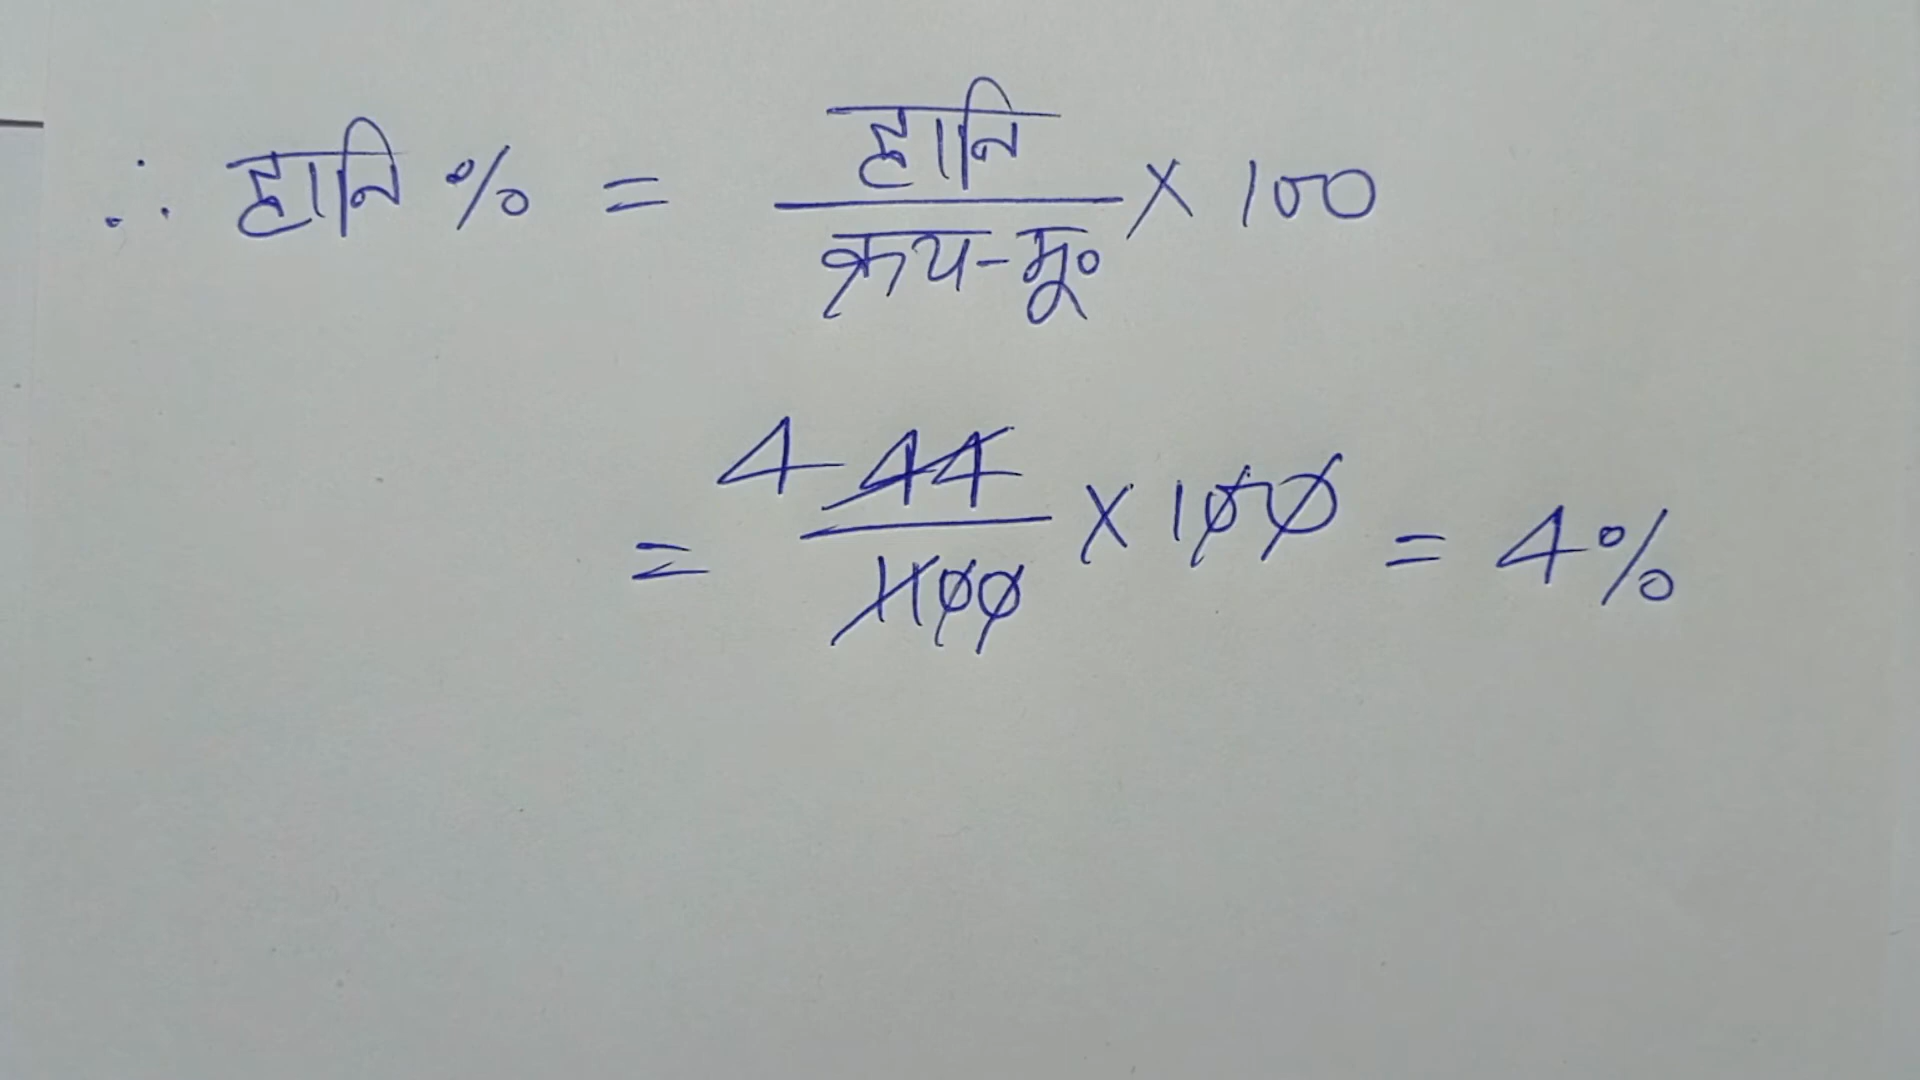 ∴ हानि % = हानि / क्रय-मू० × 100
= 4 44 / 1100 × 100 = 4%